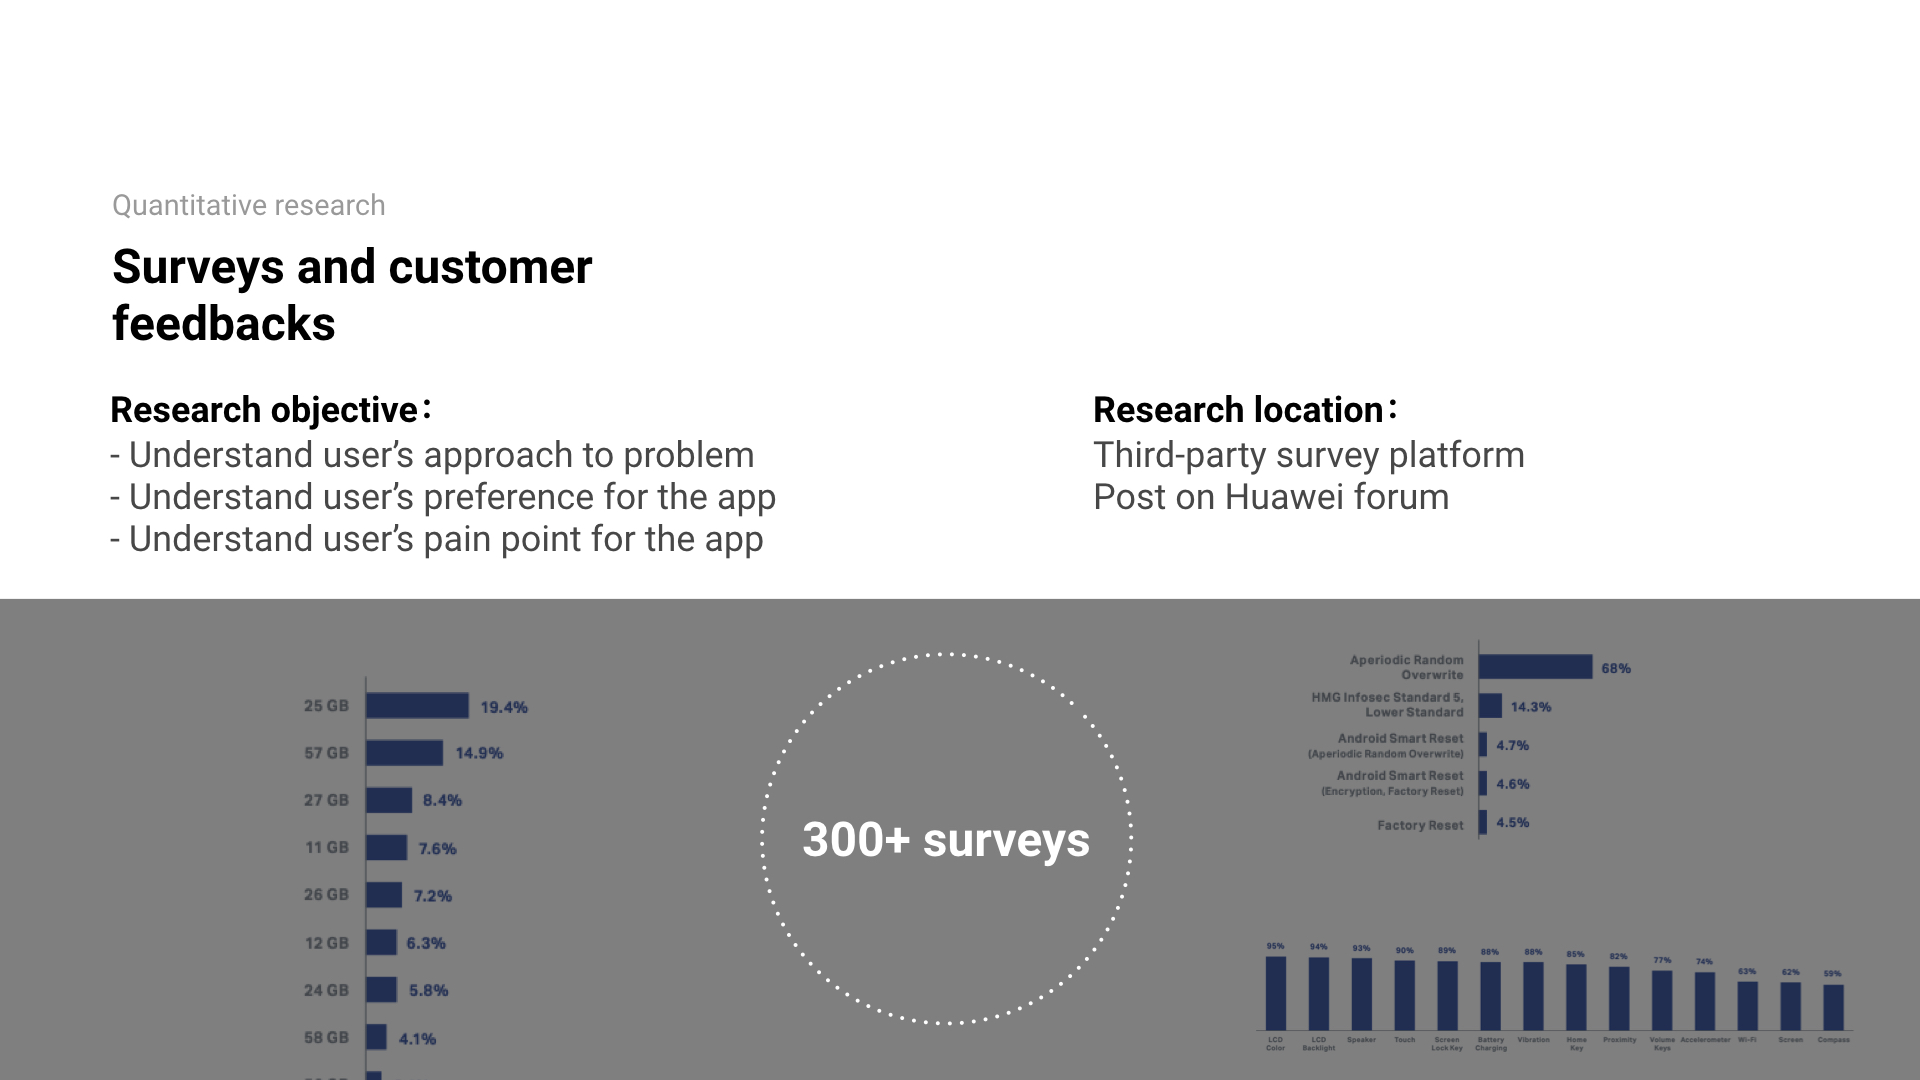 Quantitative research
Surveys and customer
feedbacks
Research objective：
- Understand user’s approach to problem
- Understand user’s preference for the app
- Understand user’s pain point for the app
Research location：
Third-party survey platform
Post on Huawei forum
25 GB 19.4%
57 GB 14.9%
27 GB 8.4%
11 GB 7.6%
26 GB 7.2%
12 GB 6.3%
24 GB 5.8%
58 GB 4.1%
300+ surveys
Aperiodic Random
Overwrite 68%
HMG Infosec Standard 5,
Lower Standard 14.3%
Android Smart Reset
(Aperiodic Random Overwrite) 4.7%
Android Smart Reset
(Encryption, Factory Reset) 4.6%
Factory Reset 4.5%
95% 94% 93% 90% 89% 88% 88% 85% 82% 77% 74% 63% 62% 59%
LCD LCD Speaker Touch Screen Battery Vibration Home Proximity Volume Accelerometer Wi-Fi Screen Compass
Color Backlight Lock Key Charging Key Keys